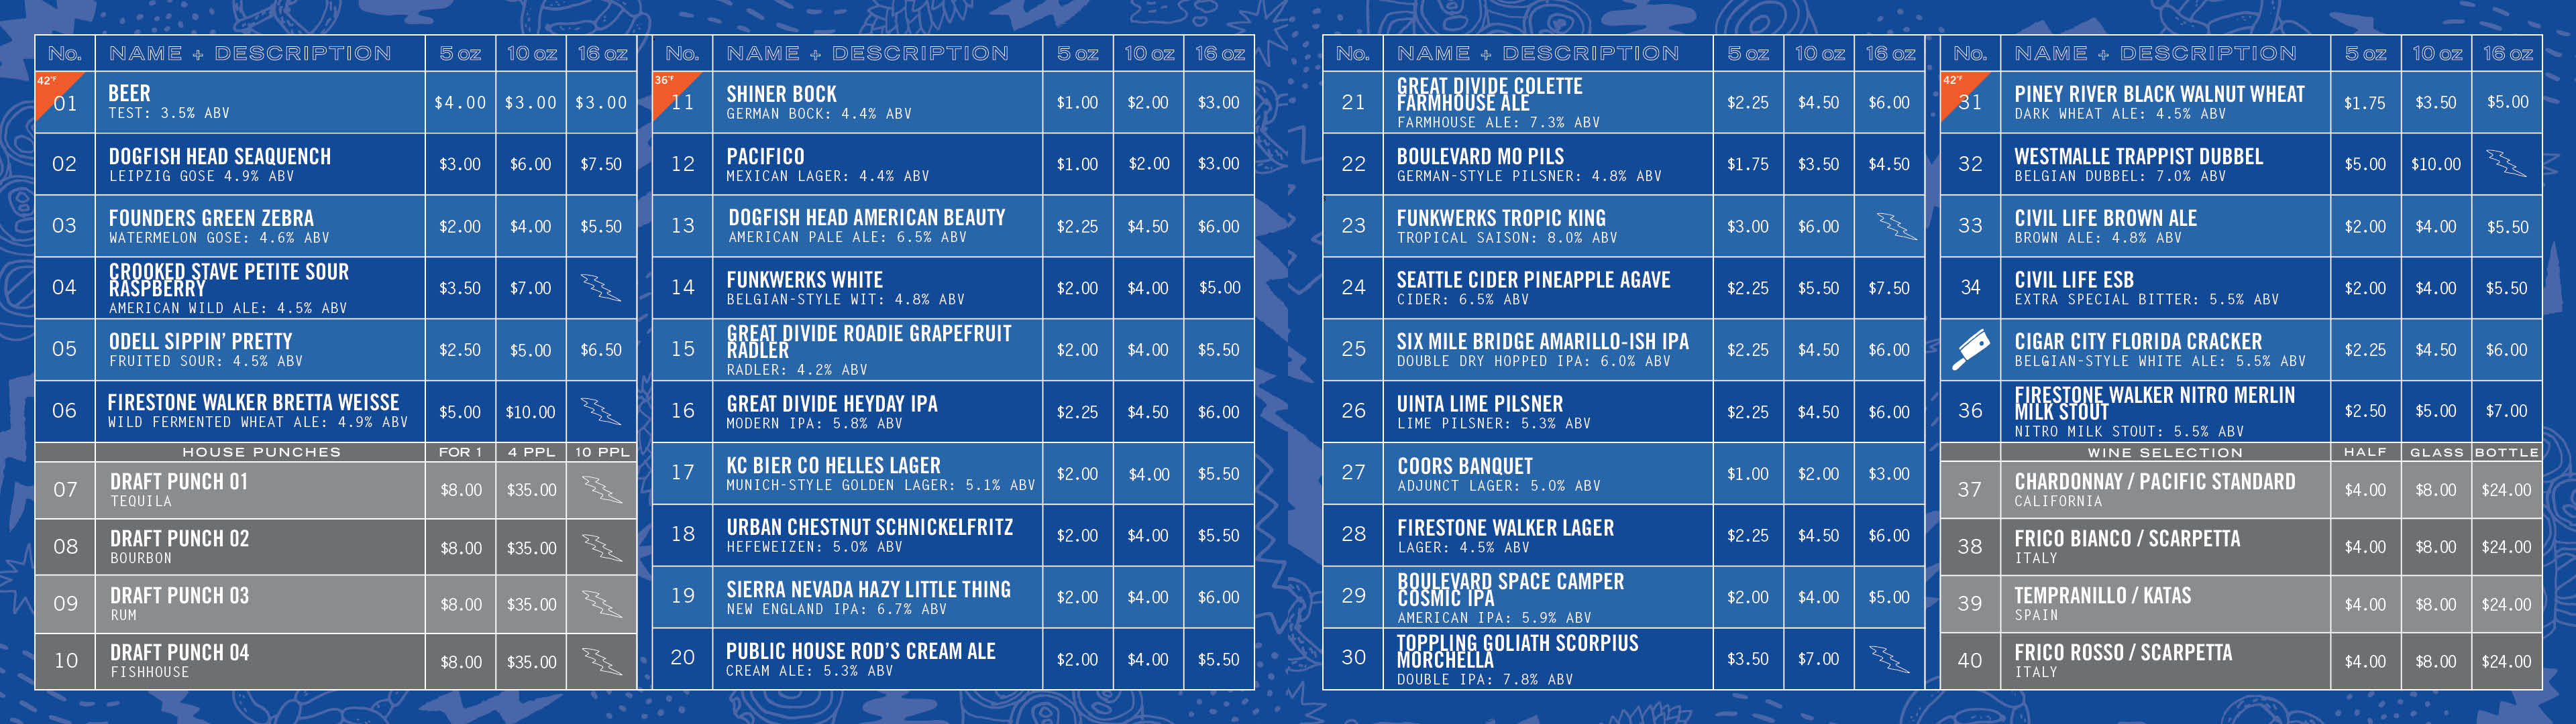 No. NAME + DESCRIPTION 5 oz 10 oz 16 oz
42°F
01 BEER $4.00 $3.00 $3.00
TEST: 3.5% ABV
02 DOGFISH HEAD SEAQUENCH $3.00 $6.00 $7.50
LEIPZIG GOSE 4.9% ABV
03 FOUNDERS GREEN ZEBRA $2.00 $4.00 $5.50
WATERMELON GOSE: 4.6% ABV
04 CROOKED STAVE PETITE SOUR
RASPBERRY $3.50 $7.00
AMERICAN WILD ALE: 4.5% ABV
05 ODELL SIPPIN' PRETTY $2.50 $5.00 $6.50
FRUITED SOUR: 4.5% ABV
06 FIRESTONE WALKER BRETTA WEISSE $5.00 $10.00
WILD FERMENTED WHEAT ALE: 4.9% ABV
HOUSE PUNCHES FOR 1 4 PPL 10 PPL
07 DRAFT PUNCH 01 $8.00 $35.00
TEQUILA
08 DRAFT PUNCH 02 $8.00 $35.00
BOURBON
09 DRAFT PUNCH 03 $8.00 $35.00
RUM
10 DRAFT PUNCH 04 $8.00 $35.00
FISHHOUSE
No. NAME + DESCRIPTION 5 oz 10 oz 16 oz
36°F
11 SHINER BOCK $1.00 $2.00 $3.00
GERMAN BOCK: 4.4% ABV
12 PACIFICO $1.00 $2.00 $3.00
MEXICAN LAGER: 4.4% ABV
13 DOGFISH HEAD AMERICAN BEAUTY $2.25 $4.50 $6.00
AMERICAN PALE ALE: 6.5% ABV
14 FUNKWERKS WHITE $2.00 $4.00 $5.00
BELGIAN-STYLE WIT: 4.8% ABV
15 GREAT DIVIDE ROADIE GRAPEFRUIT
RADLER $2.00 $4.00 $5.50
RADLER: 4.2% ABV
16 GREAT DIVIDE HEYDAY IPA $2.25 $4.50 $6.00
MODERN IPA: 5.8% ABV
17 KC BIER CO HELLES LAGER $2.00 $4.00 $5.50
MUNICH-STYLE GOLDEN LAGER: 5.1% ABV
18 URBAN CHESTNUT SCHNICKELFRITZ $2.00 $4.00 $5.50
HEFEWEIZEN: 5.0% ABV
19 SIERRA NEVADA HAZY LITTLE THING $2.00 $4.00 $6.00
NEW ENGLAND IPA: 6.7% ABV
20 PUBLIC HOUSE ROD'S CREAM ALE $2.00 $4.00 $5.50
CREAM ALE: 5.3% ABV
No. NAME + DESCRIPTION 5 oz 10 oz 16 oz
21 GREAT DIVIDE COLETTE
FARMHOUSE ALE $2.25 $4.50 $6.00
FARMHOUSE ALE: 7.3% ABV
22 BOULEVARD MO PILS $1.75 $3.50 $4.50
GERMAN-STYLE PILSNER: 4.8% ABV
23 FUNKWERKS TROPIC KING $3.00 $6.00
TROPICAL SAISON: 8.0% ABV
24 SEATTLE CIDER PINEAPPLE AGAVE $2.25 $5.50 $7.50
CIDER: 6.5% ABV
25 SIX MILE BRIDGE AMARILLO-ISH IPA $2.25 $4.50 $6.00
DOUBLE DRY HOPPED IPA: 6.0% ABV
26 UINTA LIME PILSNER $2.25 $4.50 $6.00
LIME PILSNER: 5.3% ABV
27 COORS BANQUET $1.00 $2.00 $3.00
ADJUNCT LAGER: 5.0% ABV
28 FIRESTONE WALKER LAGER $2.25 $4.50 $6.00
LAGER: 4.5% ABV
29 BOULEVARD SPACE CAMPER
COSMIC IPA $2.00 $4.00 $5.00
AMERICAN IPA: 5.9% ABV
30 TOPPLING GOLIATH SCORPIUS
MORCHELLA $3.50 $7.00
DOUBLE IPA: 7.8% ABV
No. NAME + DESCRIPTION 5 oz 10 oz 16 oz
42°F
31 PINEY RIVER BLACK WALNUT WHEAT $1.75 $3.50 $5.00
DARK WHEAT ALE: 4.5% ABV
32 WESTMALLE TRAPPIST DUBBEL $5.00 $10.00
BELGIAN DUBBEL: 7.0% ABV
33 CIVIL LIFE BROWN ALE $2.00 $4.00 $5.50
BROWN ALE: 4.8% ABV
34 CIVIL LIFE ESB $2.00 $4.00 $5.50
EXTRA SPECIAL BITTER: 5.5% ABV
CIGAR CITY FLORIDA CRACKER $2.25 $4.50 $6.00
BELGIAN-STYLE WHITE ALE: 5.5% ABV
36 FIRESTONE WALKER NITRO MERLIN
MILK STOUT $2.50 $5.00 $7.00
NITRO MILK STOUT: 5.5% ABV
WINE SELECTION HALF GLASS BOTTLE
37 CHARDONNAY / PACIFIC STANDARD $4.00 $8.00 $24.00
CALIFORNIA
38 FRICO BIANCO / SCARPETTA $4.00 $8.00 $24.00
ITALY
39 TEMPRANILLO / KATAS $4.00 $8.00 $24.00
SPAIN
40 FRICO ROSSO / SCARPETTA $4.00 $8.00 $24.00
ITALY